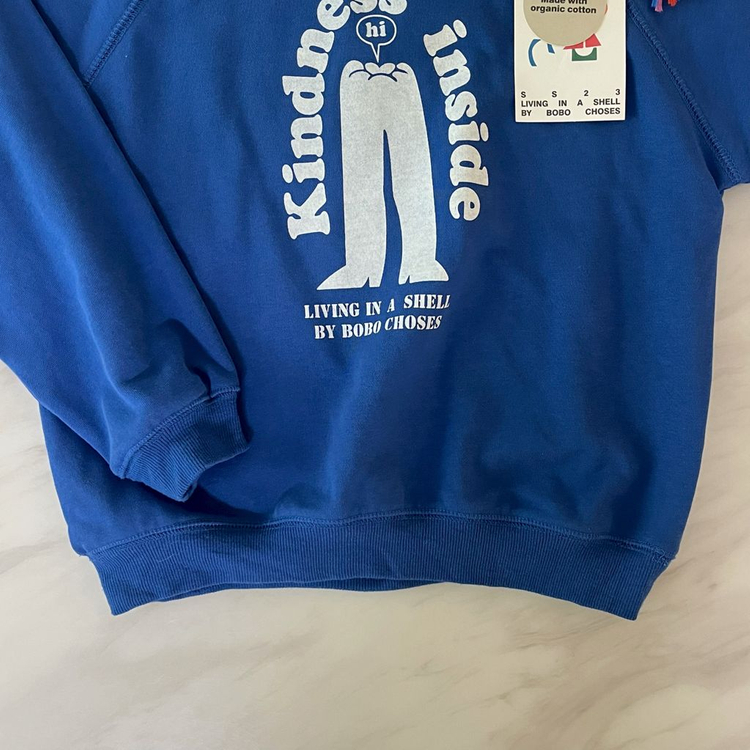 Kindness
hi
inside
LIVING IN A SHELL
BY BOBO CHOSES
Made with
organic cotton
S S 2 3
LIVING IN A SHELL
BY BOBO CHOSES